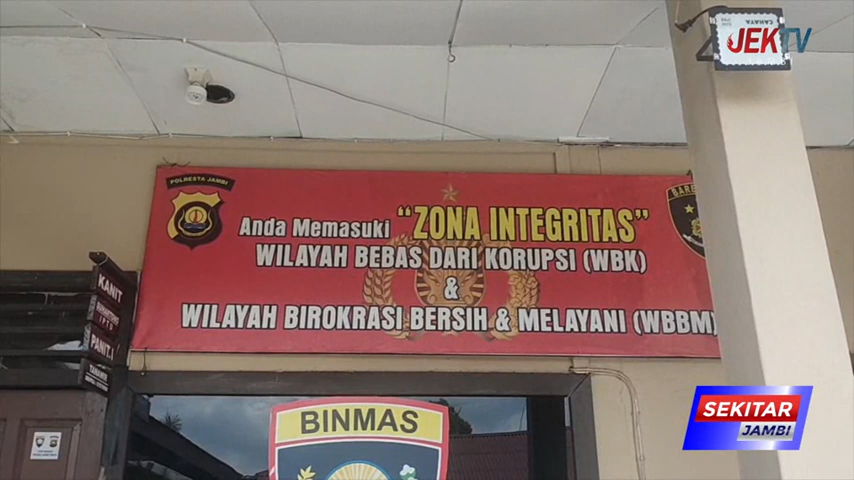 JEKTV
POLRESTA JAMBI
Anda Memasuki "ZONA INTEGRITAS"
WILAYAH BEBAS DARI KORUPSI (WBK)
&
WILAYAH BIROKRASI BERSIH & MELAYANI (WBBM)
KANIT
PANIT.I
BINMAS
SEKITAR
JAMBI